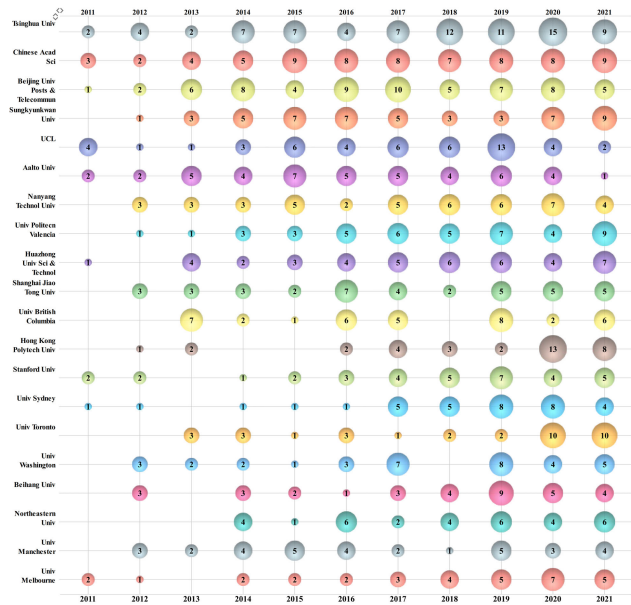 2011 2012 2013 2014 2015 2016 2017 2018 2019 2020 2021
Tsinghua Univ
2 4 2 7 7 4 7 12 11 15 9
Chinese Acad
Sci
3 2 4 5 9 8 8 7 8 8 9
Beijing Univ
Posts &
Telecommun
1 2 6 8 4 9 10 5 7 8 5
Sungkyunkwan
Univ
1 3 5 7 7 5 3 3 7 9
UCL
4 1 1 3 6 4 6 6 13 4 2
Aalto Univ
2 2 5 4 7 5 5 4 6 4 1
Nanyang
Technol Univ
3 3 3 5 2 5 6 6 7 4
Univ Politecn
Valencia
1 1 3 3 5 6 5 7 4 9
Huazhong
Univ Sci &
Technol
1 4 2 3 4 5 6 6 4 7
Shanghai Jiao
Tong Univ
3 3 3 2 7 4 2 5 5 5
Univ British
Columbia
7 2 1 6 5 8 2 6
Hong Kong
Polytech Univ
1 2 2 4 3 2 13 8
Stanford Univ
2 2 1 2 3 4 5 7 4 5
Univ Sydney
1 1 1 1 1 5 5 8 8 4
Univ Toronto
3 3 1 3 1 2 2 10 10
Univ
Washington
3 2 2 1 3 7 8 4 5
Beihang Univ
3 3 2 1 3 4 9 5 4
Northeastern
Univ
4 1 6 2 4 6 4 6
Univ
Manchester
3 2 4 5 4 2 1 5 3 4
Univ
Melbourne
2 1 2 2 2 3 4 5 7 5
2011 2012 2013 2014 2015 2016 2017 2018 2019 2020 2021